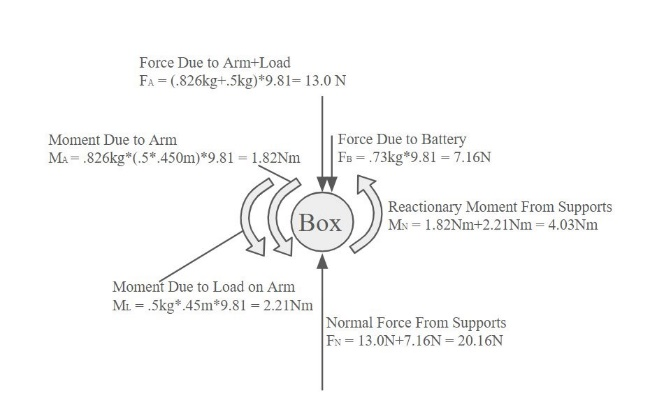 Force Due to Arm+Load
FA = (.826kg+.5kg)*9.81= 13.0 N
Moment Due to Arm
MA = .826kg*(.5*.450m)*9.81 = 1.82Nm
Force Due to Battery
FB = .73kg*9.81 = 7.16N
Reactionary Moment From Supports
MN = 1.82Nm+2.21Nm = 4.03Nm
Box
Moment Due to Load on Arm
ML = .5kg*.45m*9.81 = 2.21Nm
Normal Force From Supports
FN = 13.0N+7.16N = 20.16N